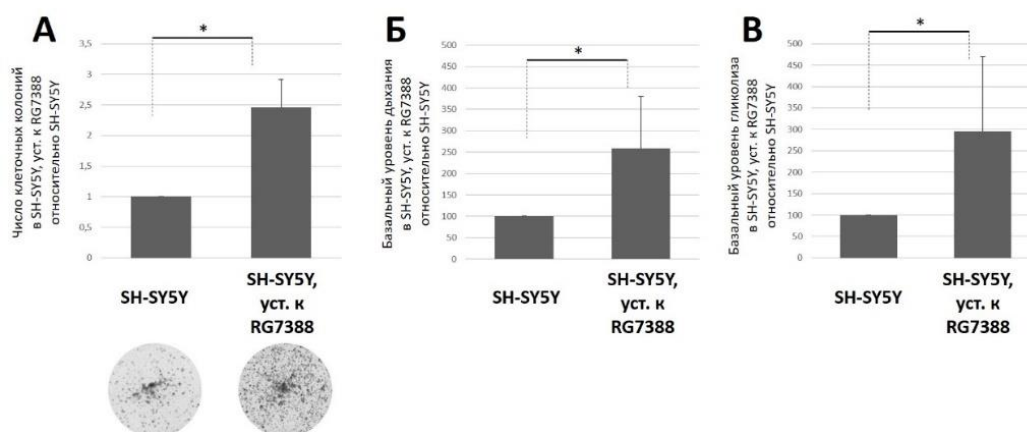 А
Число клеточных колоний
в SH-SY5Y, уст. к RG7388
относительно SH-SY5Y
3,5
3
2,5
2
1,5
1
0,5
0
*
SH-SY5Y
SH-SY5Y,
уст. к
RG7388
Б
Базальный уровень дыхания
в SH-SY5Y, уст. к RG7388
относительно SH-SY5Y
500
450
400
350
300
250
200
150
100
50
0
*
SH-SY5Y
SH-SY5Y,
уст. к
RG7388
В
Базальный уровень гликолиза
в SH-SY5Y, уст. к RG7388
относительно SH-SY5Y
500
450
400
350
300
250
200
150
100
50
0
*
SH-SY5Y
SH-SY5Y,
уст. к
RG7388